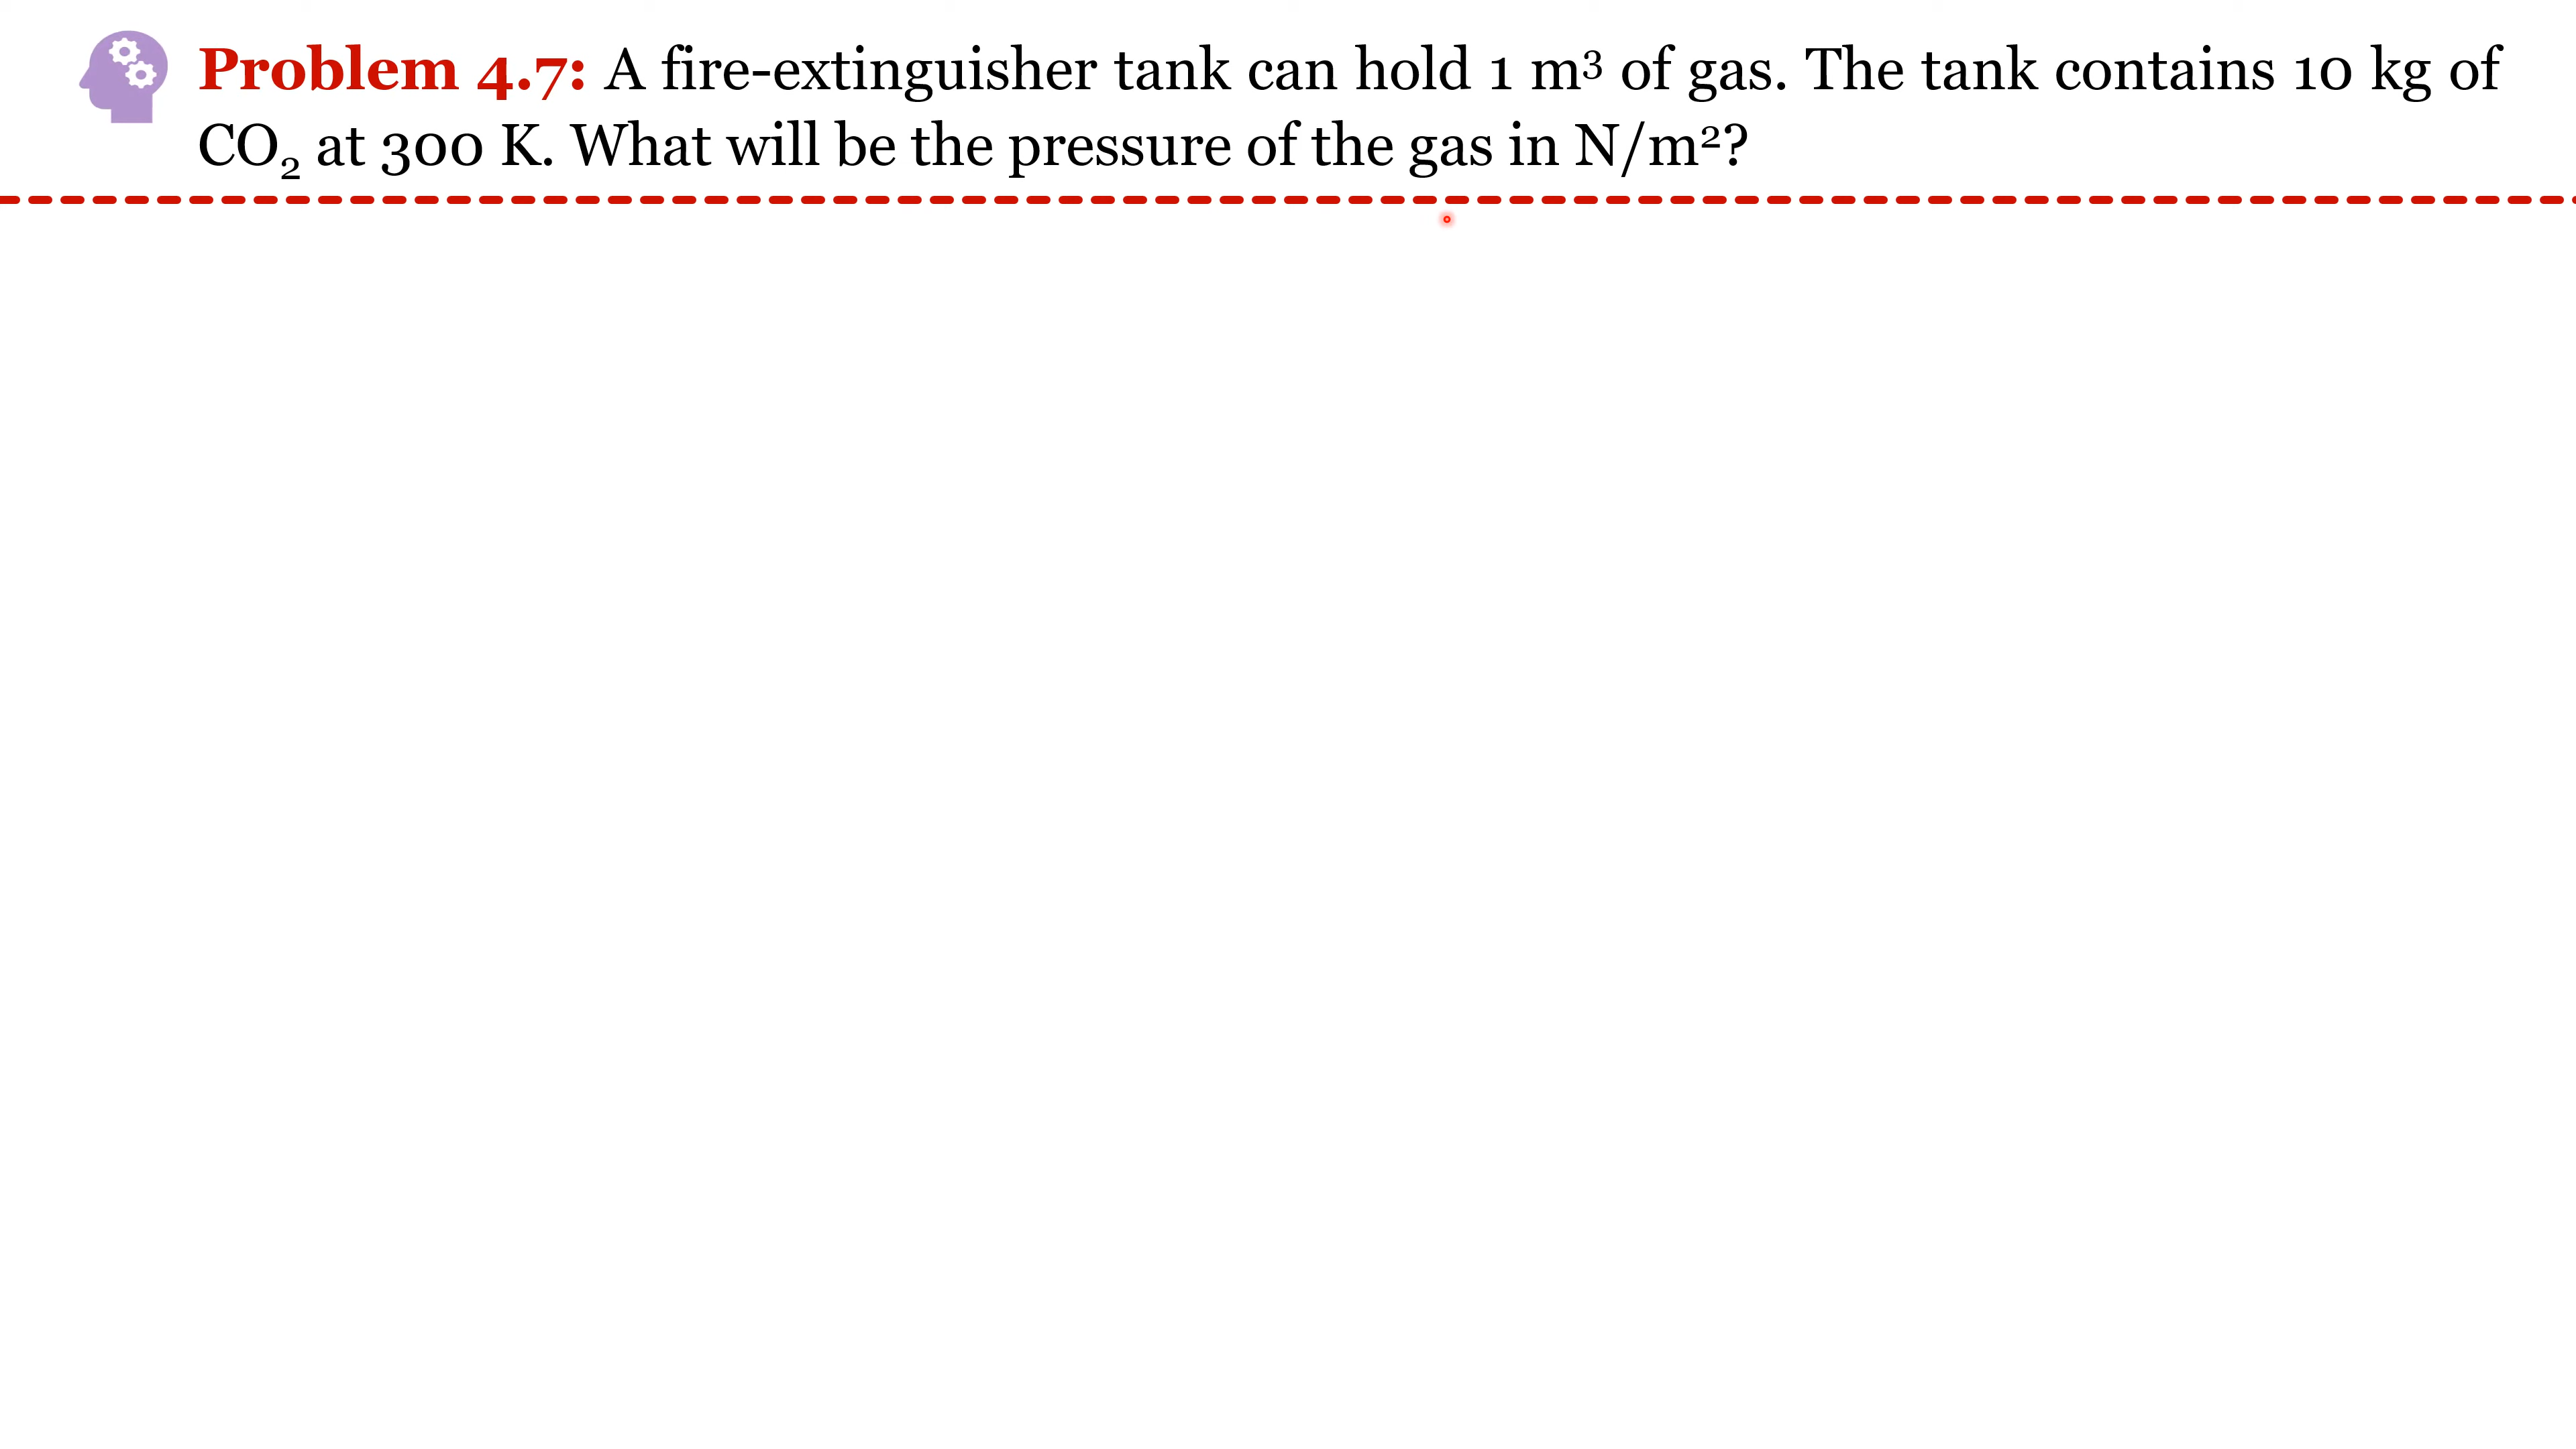 Problem 4.7: A fire-extinguisher tank can hold 1 m³ of gas. The tank contains 10 kg of
CO₂ at 300 K. What will be the pressure of the gas in N/m²?